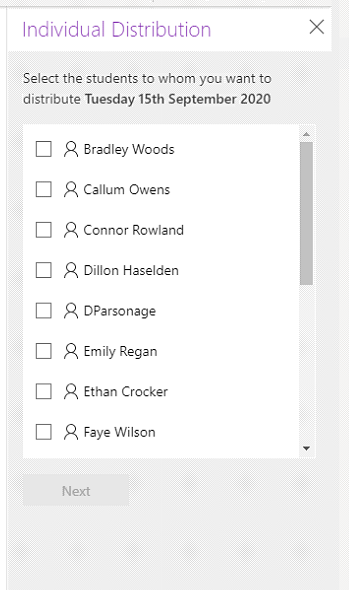 Individual Distribution
Select the students to whom you want to
distribute Tuesday 15th September 2020
Bradley Woods
Callum Owens
Connor Rowland
Dillon Haselden
DParsonage
Emily Regan
Ethan Crocker
Faye Wilson
Next